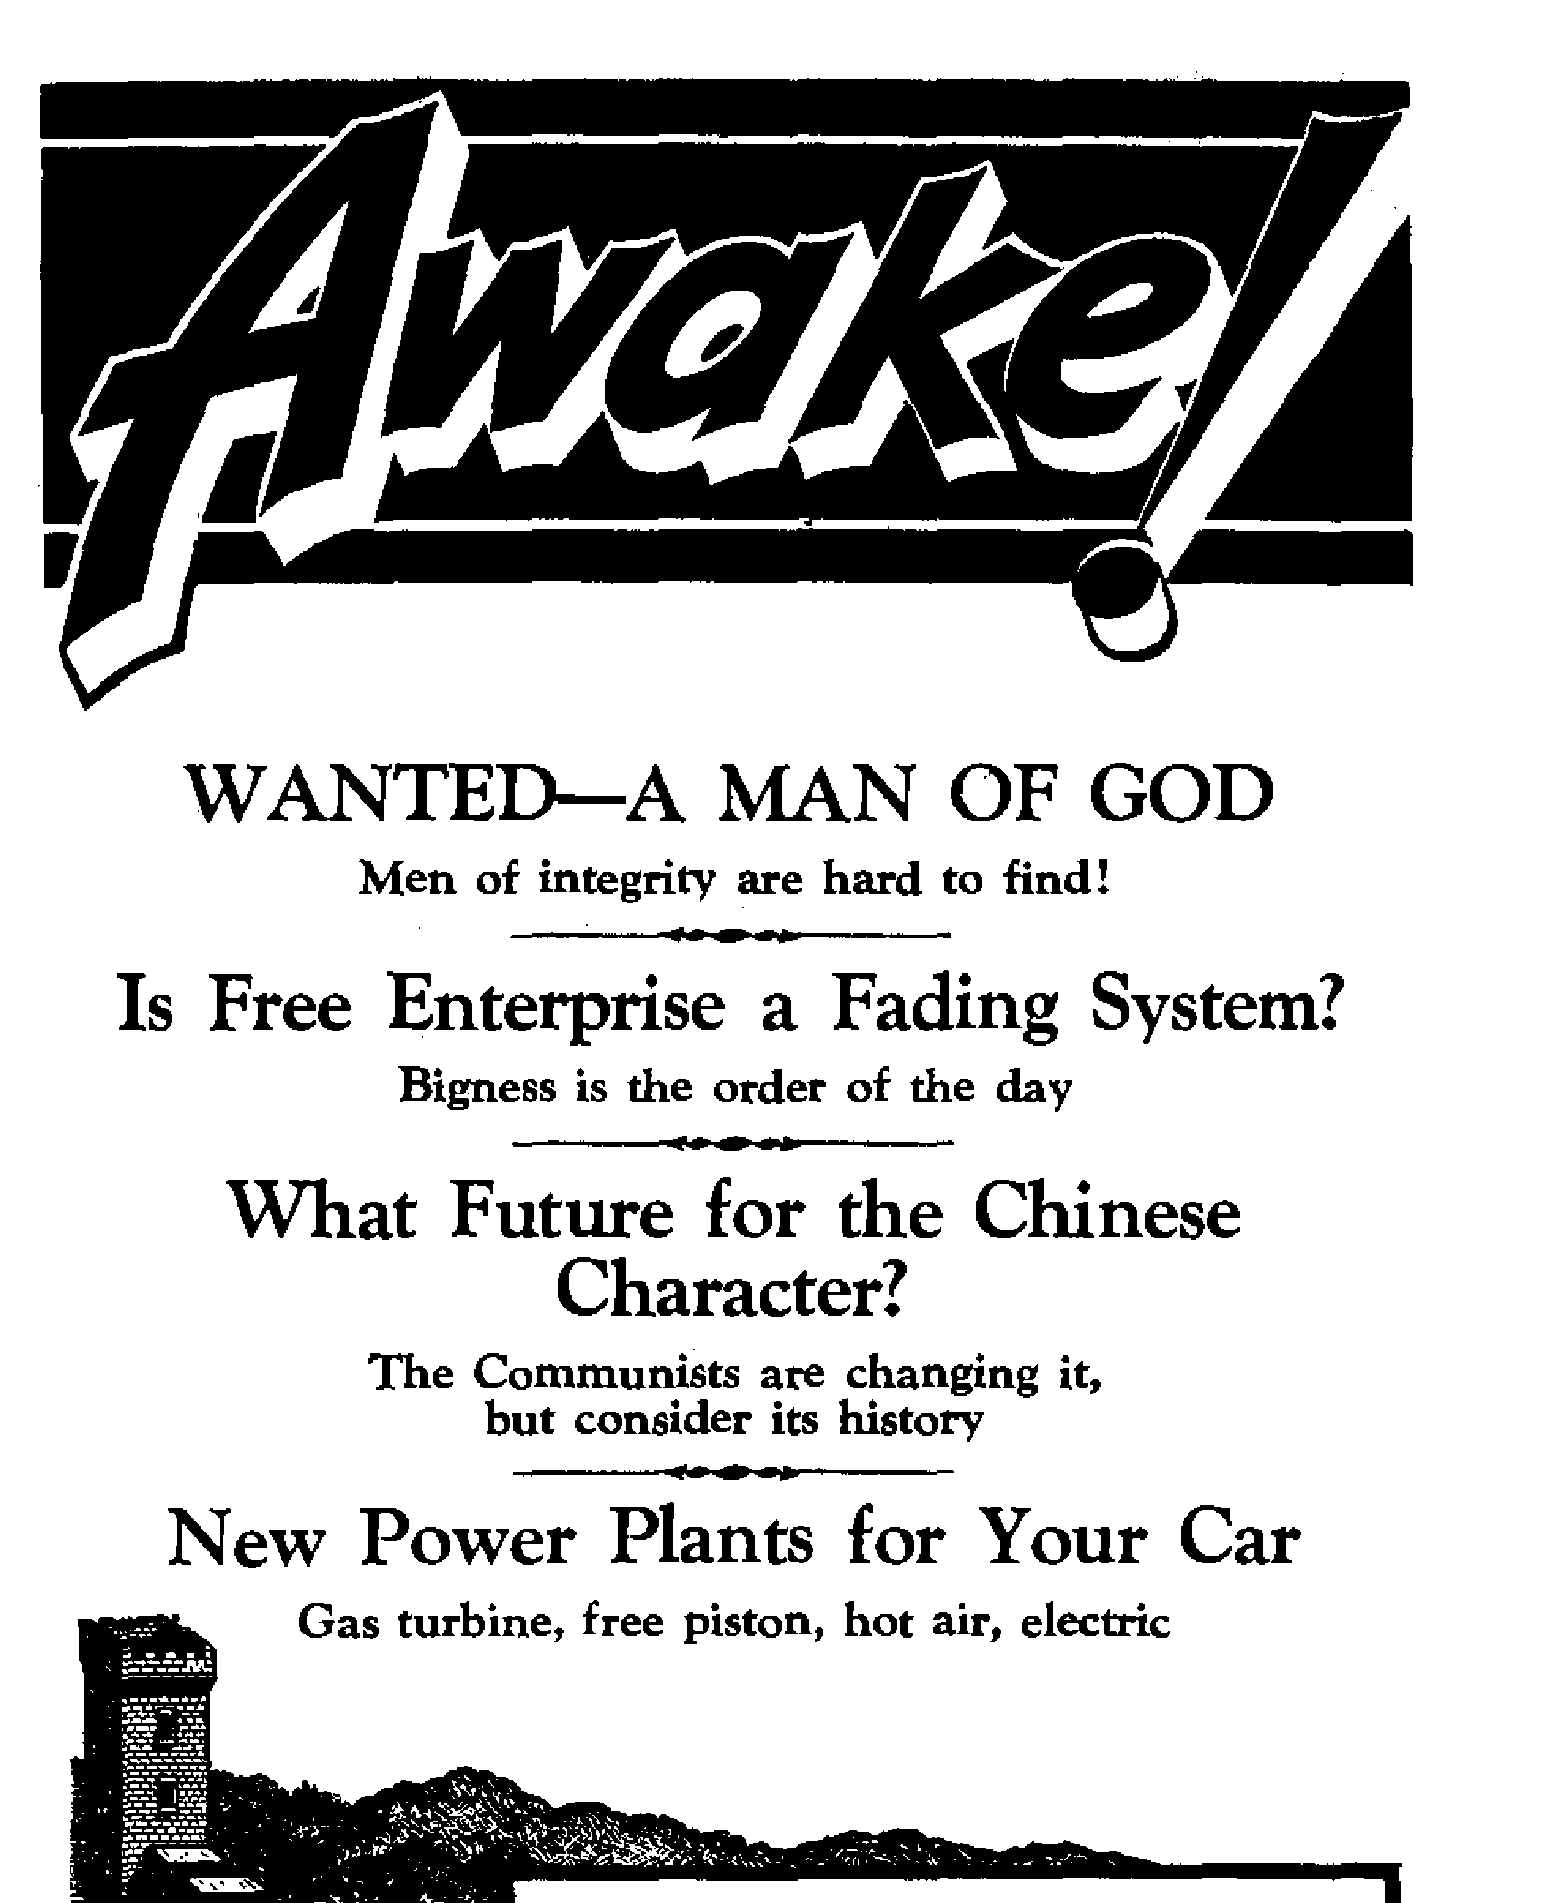 Awake!
WANTED—A MAN OF GOD
Men of integrity are hard to find!
Is Free Enterprise a Fading System?
Bigness is the order of the day
What Future for the Chinese
Character?
The Communists are changing it,
but consider its history
New Power Plants for Your Car
Gas turbine, free piston, hot air, electric